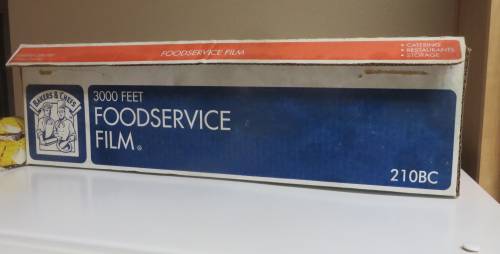 FOODSERVICE FILM
• CATERING
• RESTAURANTS
• STORAGE
BAKERS & CHEFS
3000 FEET
FOODSERVICE
FILM®
210BC